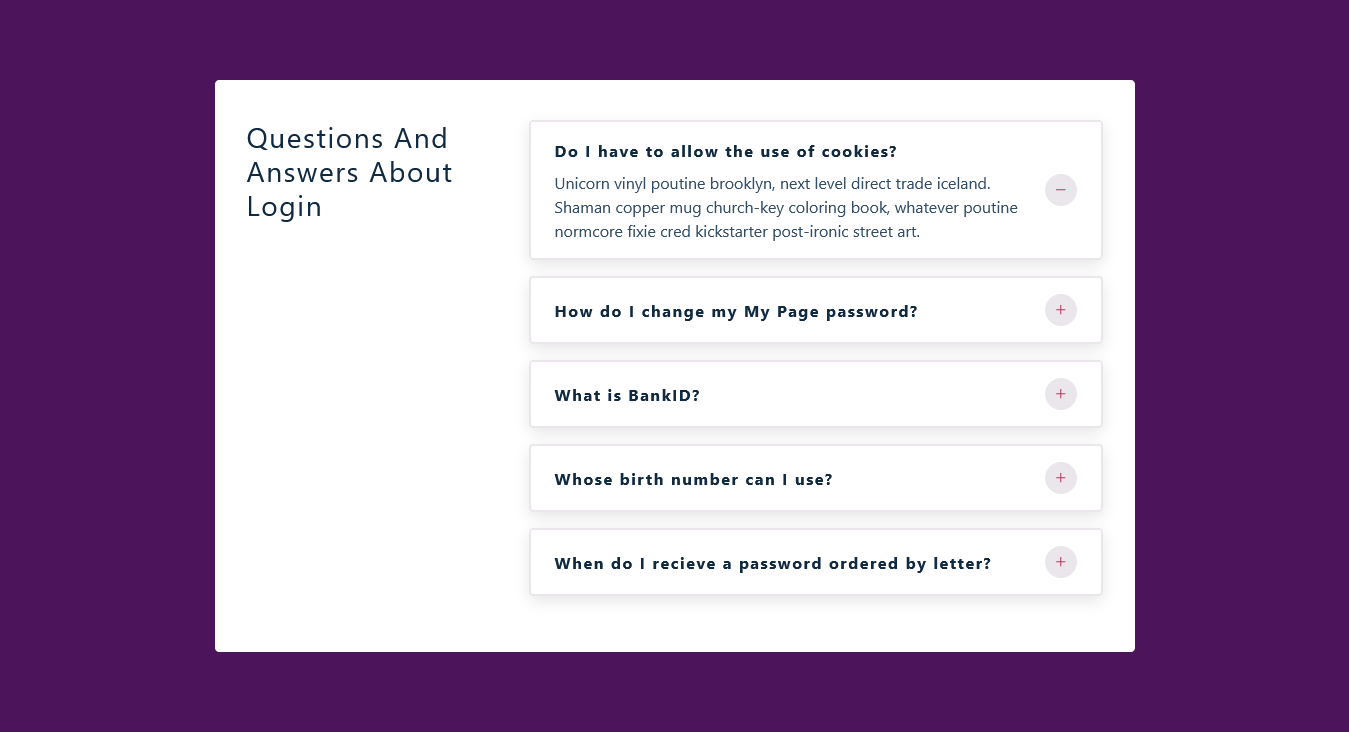 Questions And
Answers About
Login
Do I have to allow the use of cookies?
Unicorn vinyl poutine brooklyn, next level direct trade iceland.
Shaman copper mug church-key coloring book, whatever poutine
normcore fixie cred kickstarter post-ironic street art.
How do I change my My Page password?
What is BankID?
Whose birth number can I use?
When do I recieve a password ordered by letter?